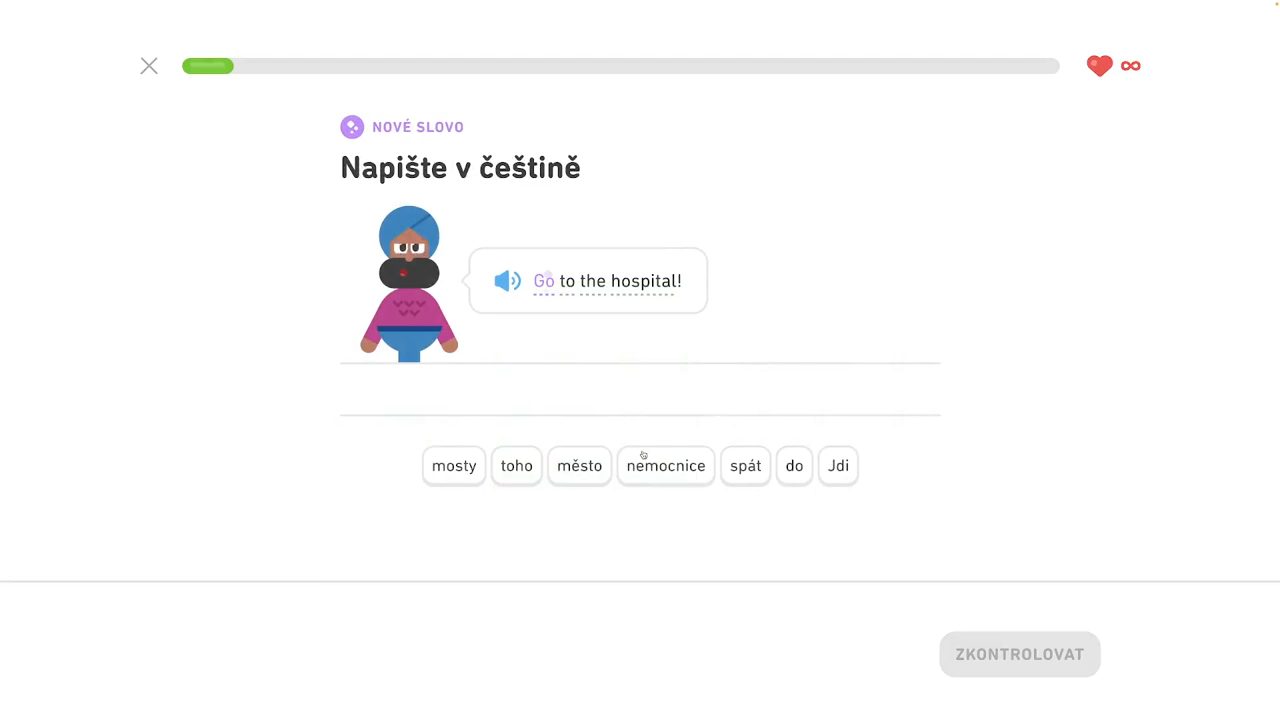 ∞
NOVÉ SLOVO
Napište v češtině
Go to the hospital!
mosty toho město nemocnice spát do Jdi
ZKONTROLOVAT